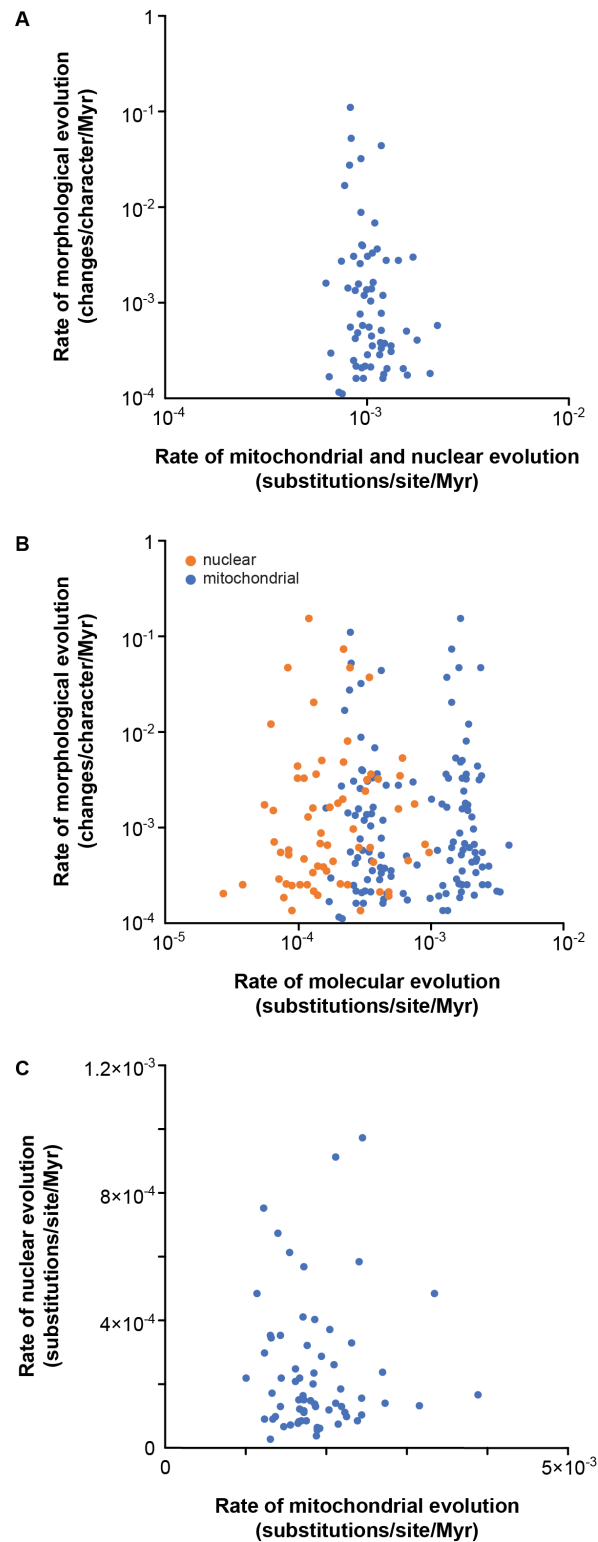 A
1
10⁻¹
10⁻²
10⁻³
10⁻⁴
Rate of morphological evolution
(changes/character/Myr)
10⁻⁴
10⁻³
10⁻²
Rate of mitochondrial and nuclear evolution
(substitutions/site/Myr)
B
nuclear
mitochondrial
1
10⁻¹
10⁻²
10⁻³
10⁻⁴
Rate of morphological evolution
(changes/character/Myr)
10⁻⁵
10⁻⁴
10⁻³
10⁻²
Rate of molecular evolution
(substitutions/site/Myr)
C
1.2×10⁻³
8×10⁻⁴
4×10⁻⁴
0
Rate of nuclear evolution
(substitutions/site/Myr)
0
5×10⁻³
Rate of mitochondrial evolution
(substitutions/site/Myr)